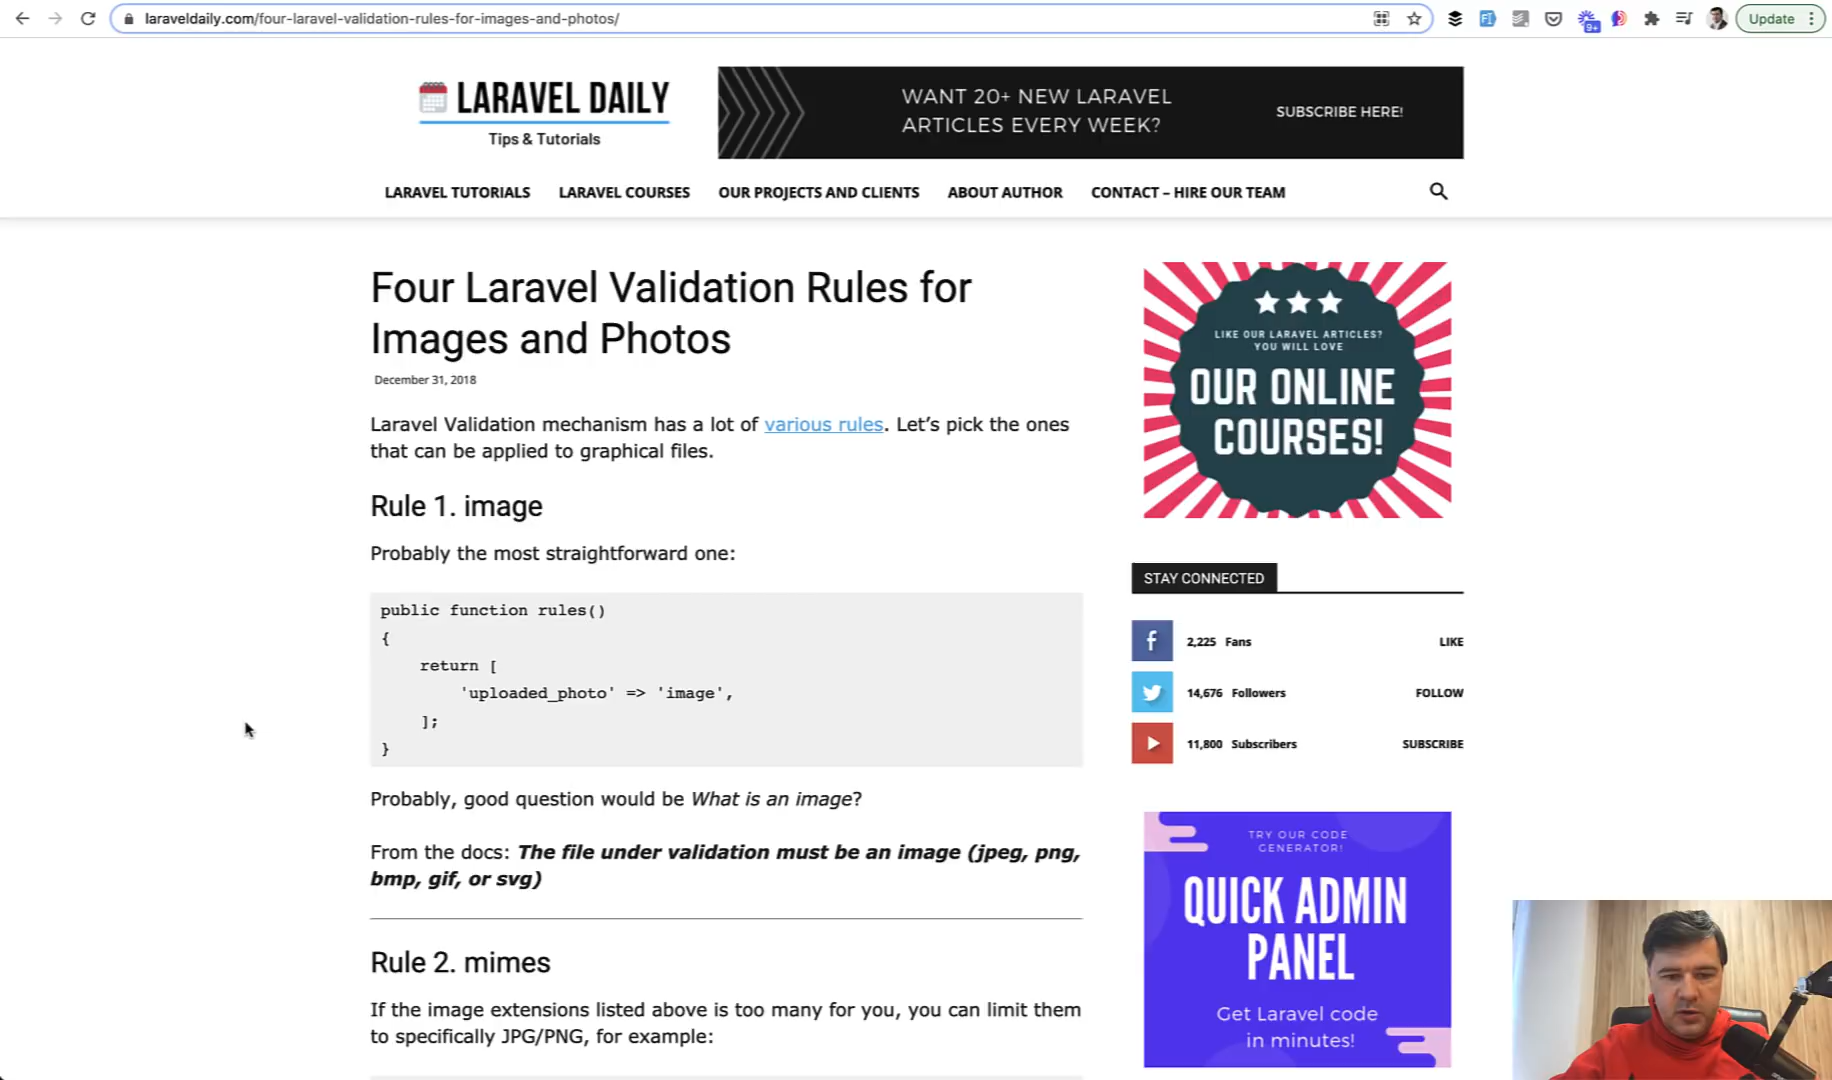 laraveldaily.com/four-laravel-validation-rules-for-images-and-photos/
9+
Update
LARAVEL DAILY
Tips & Tutorials
WANT 20+ NEW LARAVEL
ARTICLES EVERY WEEK?
SUBSCRIBE HERE!
LARAVEL TUTORIALS
LARAVEL COURSES
OUR PROJECTS AND CLIENTS
ABOUT AUTHOR
CONTACT – HIRE OUR TEAM
Four Laravel Validation Rules for
Images and Photos
December 31, 2018
Laravel Validation mechanism has a lot of various rules. Let’s pick the ones
that can be applied to graphical files.
Rule 1. image
Probably the most straightforward one:
public function rules()
{
return [
'uploaded_photo' => 'image',
];
}
Probably, good question would be What is an image?
From the docs: The file under validation must be an image (jpeg, png,
bmp, gif, or svg)
Rule 2. mimes
If the image extensions listed above is too many for you, you can limit them
to specifically JPG/PNG, for example:
LIKE OUR LARAVEL ARTICLES?
YOU WILL LOVE
OUR ONLINE
COURSES!
STAY CONNECTED
2,225 Fans LIKE
14,676 Followers FOLLOW
11,800 Subscribers SUBSCRIBE
TRY OUR CODE
GENERATOR!
QUICK ADMIN
PANEL
Get Laravel code
in minutes!